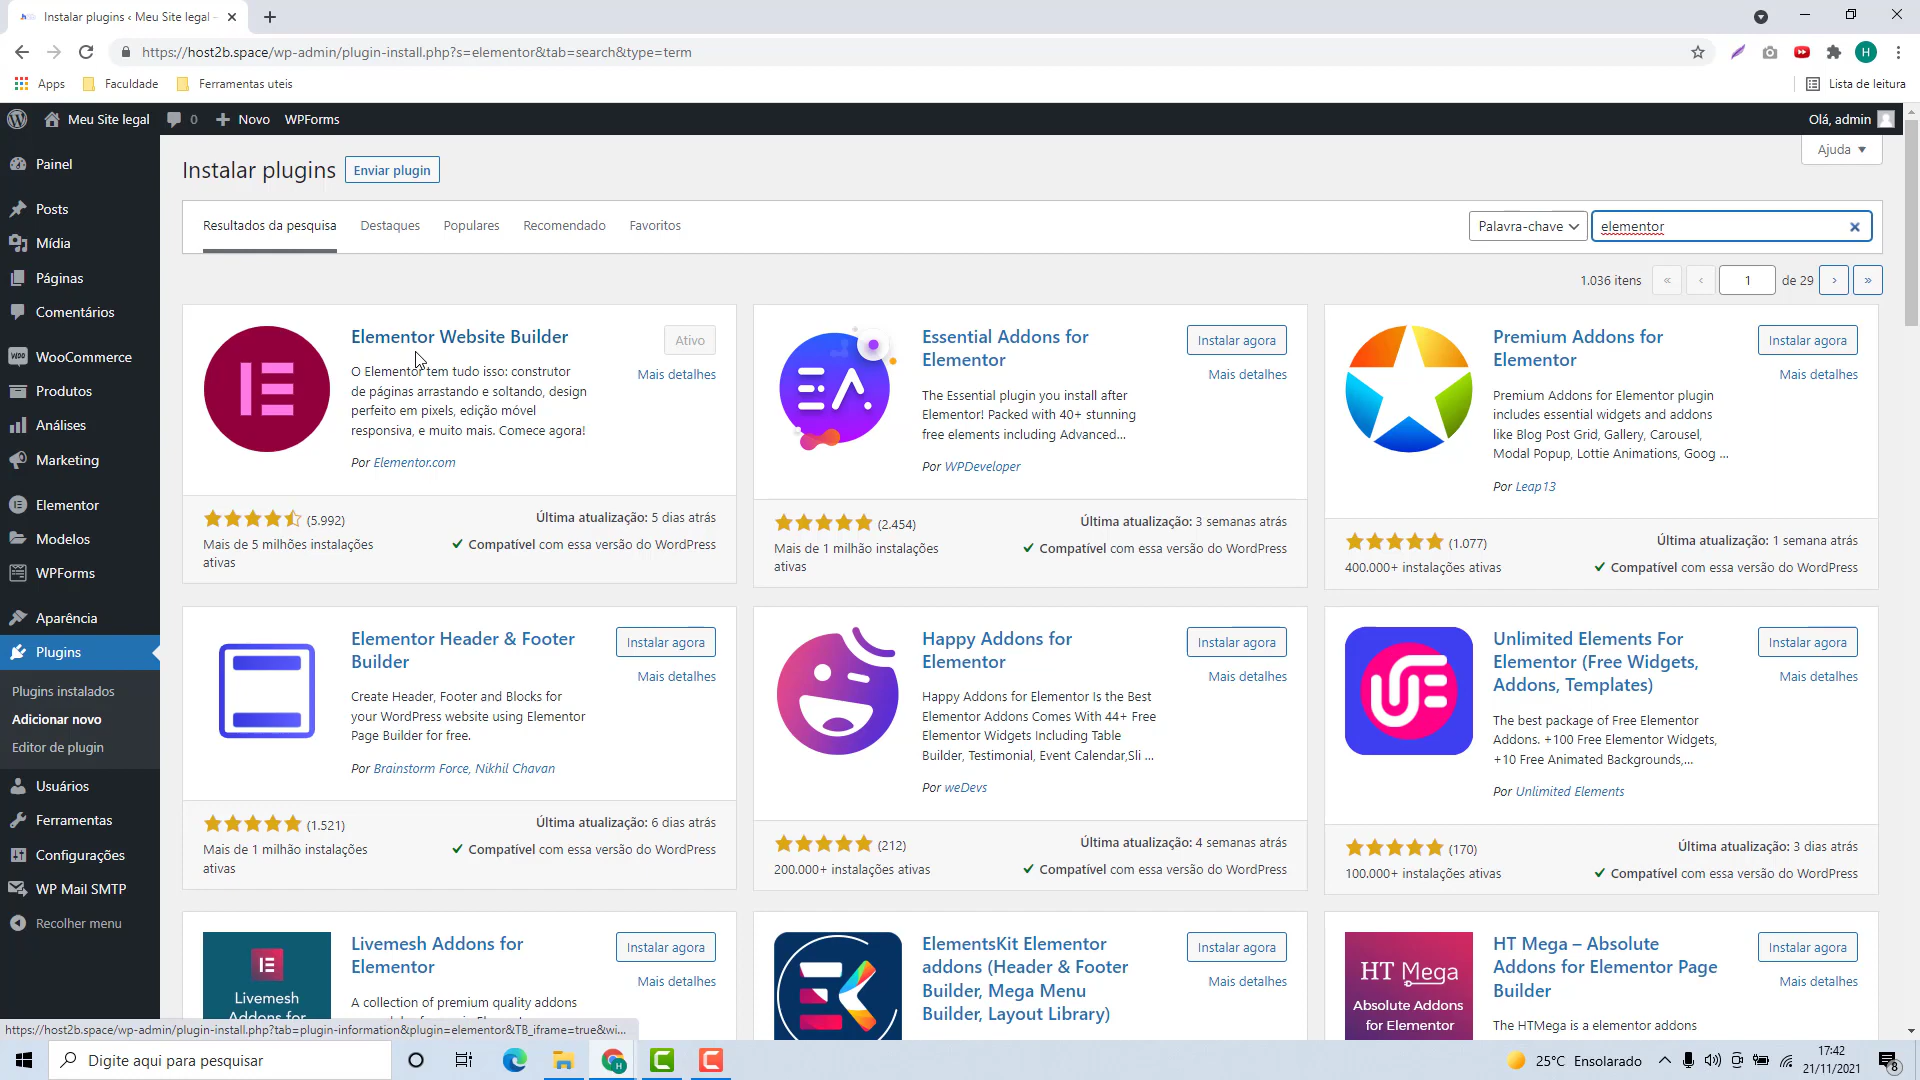 Instalar plugins ‹ Meu Site legal -
https://host2b.space/wp-admin/plugin-install.php?s=elementor&tab=search&type=term
H
Apps
Faculdade
Ferramentas uteis
Lista de leitura
Meu Site legal
0
Novo
WPForms
Olá, admin
Painel
Posts
Mídia
Páginas
Comentários
WooCommerce
Produtos
Análises
Marketing
Elementor
Modelos
WPForms
Aparência
Plugins
Plugins instalados
Adicionar novo
Editor de plugin
Usuários
Ferramentas
Configurações
WP Mail SMTP
Recolher menu
Instalar plugins
Enviar plugin
Ajuda
Resultados da pesquisa
Destaques
Populares
Recomendado
Favoritos
Palavra-chave
elementor
1.036 itens
«
‹
1
de 29
›
»
Elementor Website Builder
Ativo
Mais detalhes
O Elementor tem tudo isso: construtor
de páginas arrastando e soltando, design
perfeito em pixels, edição móvel
responsiva, e muito mais. Comece agora!
Por Elementor.com
(5.992)
Mais de 5 milhões instalações
ativas
Última atualização: 5 dias atrás
Compatível com essa versão do WordPress
Essential Addons for
Elementor
Instalar agora
Mais detalhes
The Essential plugin you install after
Elementor! Packed with 40+ stunning
free elements including Advanced...
Por WPDeveloper
(2.454)
Mais de 1 milhão instalações
ativas
Última atualização: 3 semanas atrás
Compatível com essa versão do WordPress
Premium Addons for
Elementor
Instalar agora
Mais detalhes
Premium Addons for Elementor plugin
includes essential widgets and addons
like Blog Post Grid, Gallery, Carousel,
Modal Popup, Lottie Animations, Goog ...
Por Leap13
(1.077)
400.000+ instalações ativas
Última atualização: 1 semana atrás
Compatível com essa versão do WordPress
Elementor Header & Footer
Builder
Instalar agora
Mais detalhes
Create Header, Footer and Blocks for
your WordPress website using Elementor
Page Builder for free.
Por Brainstorm Force, Nikhil Chavan
(1.521)
Mais de 1 milhão instalações
ativas
Última atualização: 6 dias atrás
Compatível com essa versão do WordPress
Happy Addons for
Elementor
Instalar agora
Mais detalhes
Happy Addons for Elementor Is the Best
Elementor Addons Comes With 44+ Free
Elementor Widgets Including Table
Builder, Testimonial, Event Calendar,Sli ...
Por weDevs
(212)
200.000+ instalações ativas
Última atualização: 4 semanas atrás
Compatível com essa versão do WordPress
Unlimited Elements For
Elementor (Free Widgets,
Addons, Templates)
Instalar agora
Mais detalhes
The best package of Free Elementor
Addons. +100 Free Elementor Widgets,
+10 Free Animated Backgrounds,...
Por Unlimited Elements
(170)
100.000+ instalações ativas
Última atualização: 3 dias atrás
Compatível com essa versão do WordPress
Livemesh
Addons for
Livemesh Addons for
Elementor
Instalar agora
Mais detalhes
A collection of premium quality addons
ElementsKit Elementor
addons (Header & Footer
Builder, Mega Menu
Builder, Layout Library)
Instalar agora
Mais detalhes
HT Mega
Absolute Addons
for Elementor
HT Mega – Absolute
Addons for Elementor Page
Builder
Instalar agora
Mais detalhes
The HTMega is a elementor addons
https://host2b.space/wp-admin/plugin-install.php?tab=plugin-information&plugin=elementor&TB_iframe=true&wi...
Digite aqui para pesquisar
25°C Ensolarado
17:42
21/11/2021
8